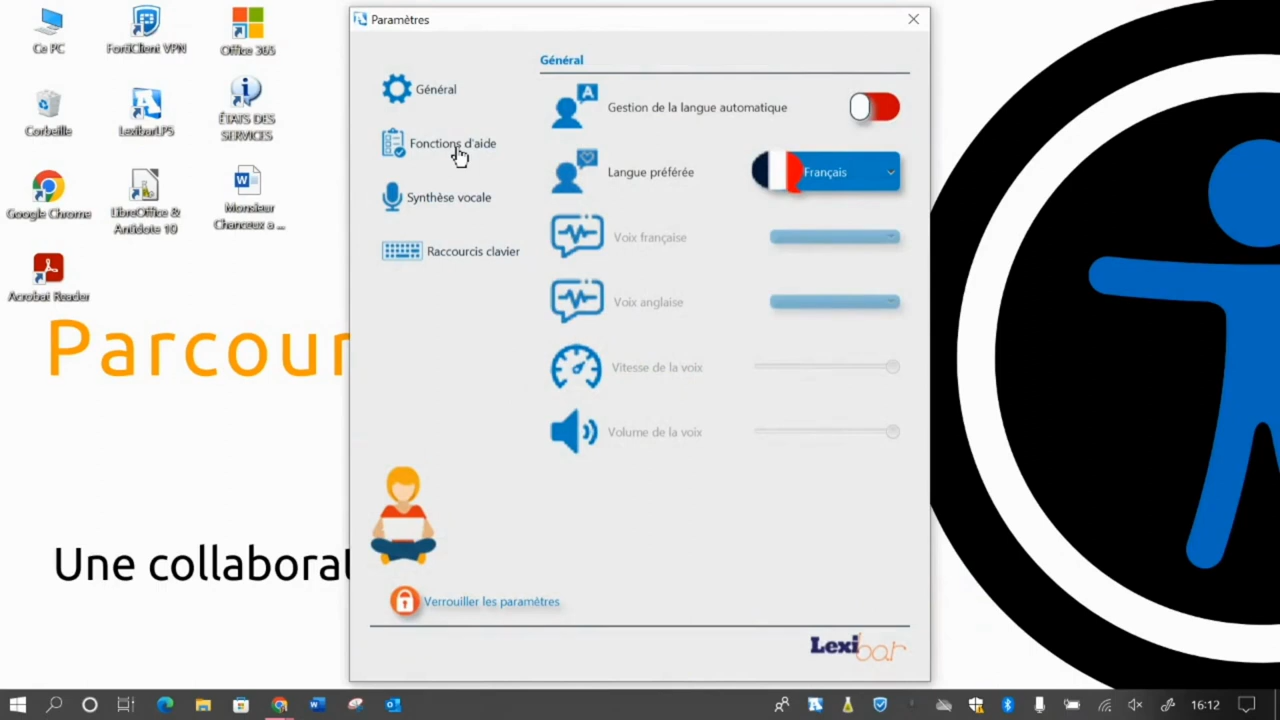 Ce PC
FortiClient VPN
Office 365
Corbeille
LexibarLPS
ÉTATS DES
SERVICES
Google Chrome
LibreOffice &
Antidote 10
Monsieur
Chanceux a ...
Acrobat Reader
Parcour
Une collaborat
Paramètres
Général
Fonctions d'aide
Synthèse vocale
Raccourcis clavier
Général
Gestion de la langue automatique
Langue préférée
Français
Voix française
Voix anglaise
Vitesse de la voix
Volume de la voix
Verrouiller les paramètres
Lexibar
16:12